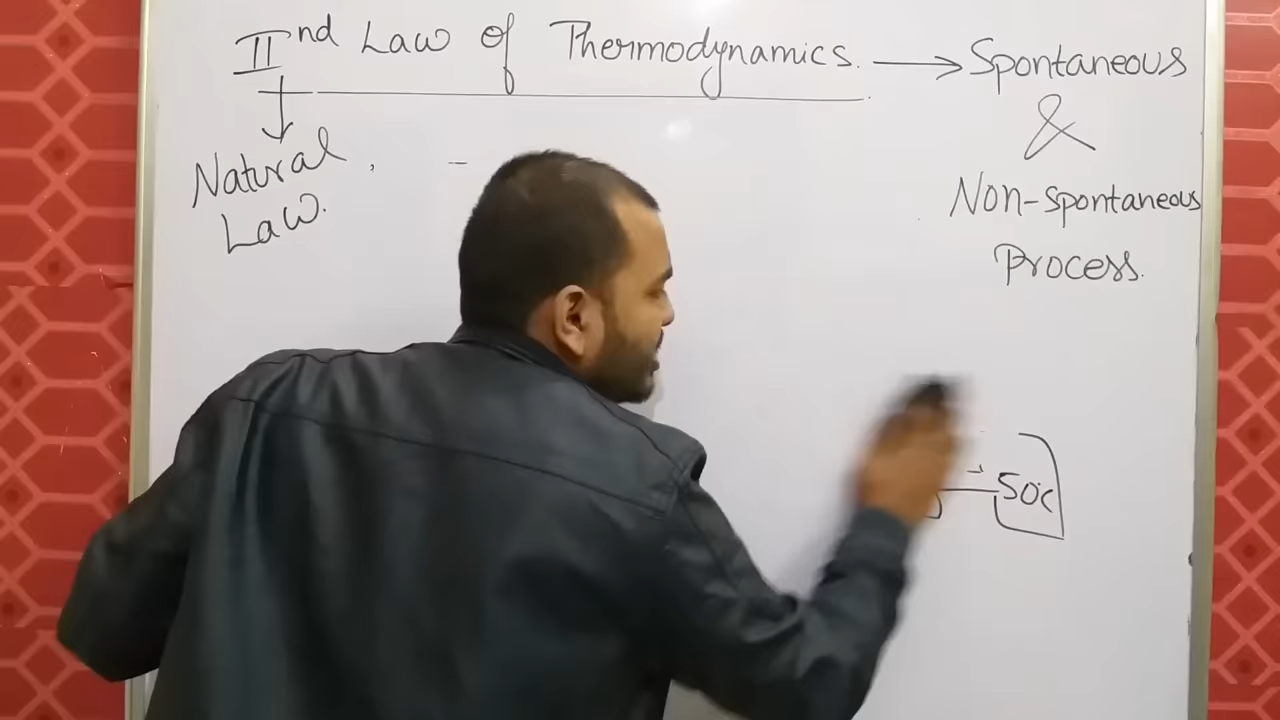 IInd Law of Thermodynamics. → Spontaneous
&
Non-spontaneous
Process.
Natural,
Law.
50°C